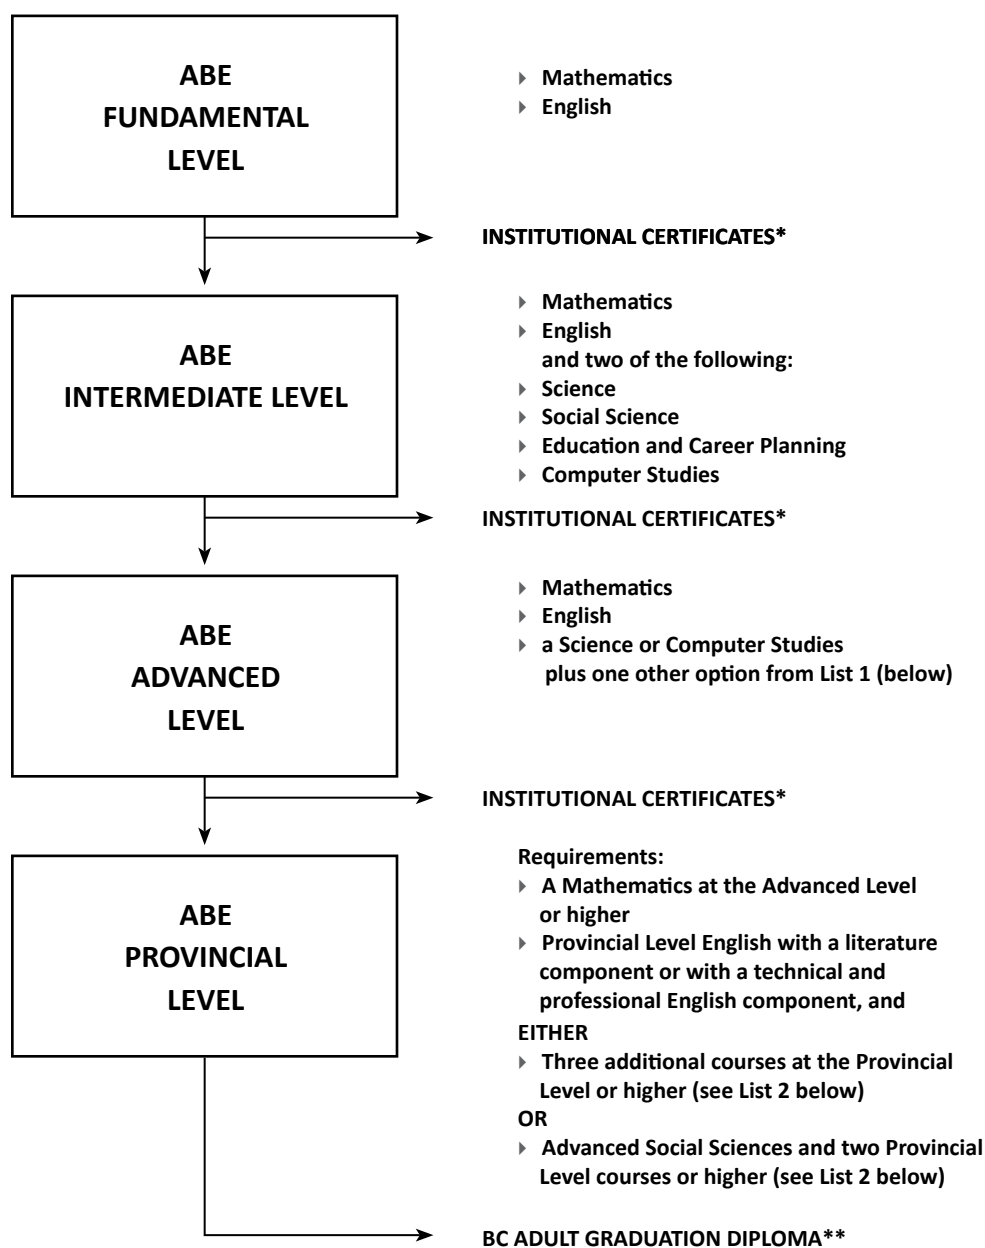 ABE
FUNDAMENTAL
LEVEL
Mathematics
English
INSTITUTIONAL CERTIFICATES*
ABE
INTERMEDIATE LEVEL
Mathematics
English
and two of the following:
Science
Social Science
Education and Career Planning
Computer Studies
INSTITUTIONAL CERTIFICATES*
ABE
ADVANCED
LEVEL
Mathematics
English
a Science or Computer Studies
plus one other option from List 1 (below)
INSTITUTIONAL CERTIFICATES*
ABE
PROVINCIAL
LEVEL
Requirements:
A Mathematics at the Advanced Level
or higher
Provincial Level English with a literature
component or with a technical and
professional English component, and
EITHER
Three additional courses at the Provincial
Level or higher (see List 2 below)
OR
Advanced Social Sciences and two Provincial
Level courses or higher (see List 2 below)
BC ADULT GRADUATION DIPLOMA**